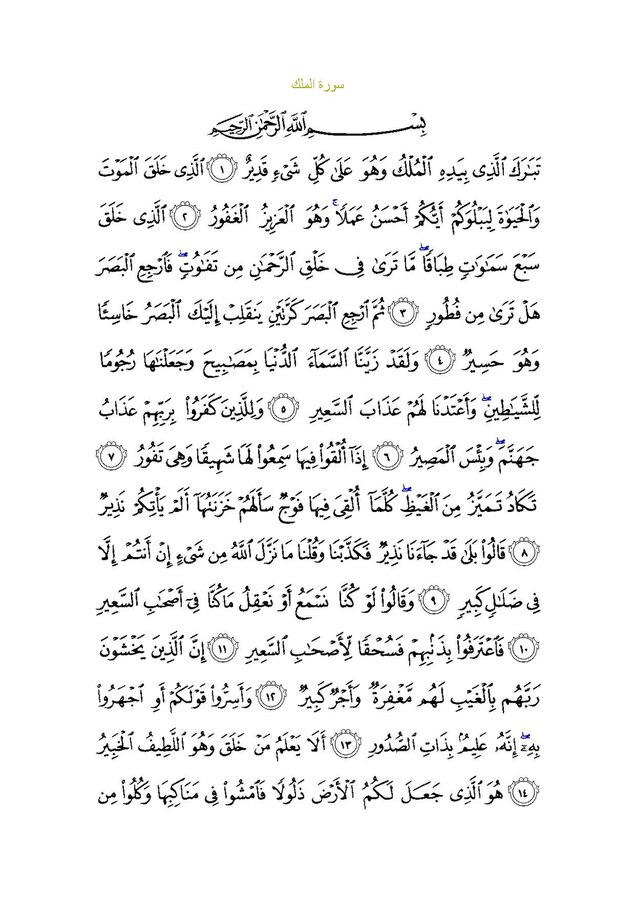 سورة الملك
بِسْمِ ٱللَّهِ ٱلرَّحْمَٰنِ ٱلرَّحِيمِ
تَبَٰرَكَ ٱلَّذِى بِيَدِهِ ٱلْمُلْكُ وَهُوَ عَلَىٰ كُلِّ شَىْءٍ قَدِيرٌ ١ ٱلَّذِى خَلَقَ ٱلْمَوْتَ
وَٱلْحَيَوٰةَ لِيَبْلُوَكُمْ أَيُّكُمْ أَحْسَنُ عَمَلًا ۚ وَهُوَ ٱلْعَزِيزُ ٱلْغَفُورُ ٢ ٱلَّذِى خَلَقَ
سَبْعَ سَمَٰوَٰتٍ طِبَاقًا ۖ مَّا تَرَىٰ فِى خَلْقِ ٱلرَّحْمَٰنِ مِن تَفَٰوُتٍ ۖ فَٱرْجِعِ ٱلْبَصَرَ
هَلْ تَرَىٰ مِن فُطُورٍ ٣ ثُمَّ ٱرْجِعِ ٱلْبَصَرَ كَرَّتَيْنِ يَنقَلِبْ إِلَيْكَ ٱلْبَصَرُ خَاسِئًا
وَهُوَ حَسِيرٌ ٤ وَلَقَدْ زَيَّنَّا ٱلسَّمَآءَ ٱلدُّنْيَا بِمَصَٰبِيحَ وَجَعَلْنَٰهَا رُجُومًا
لِّلشَّيَٰطِينِ ۖ وَأَعْتَدْنَا لَهُمْ عَذَابَ ٱلسَّعِيرِ ٥ وَلِلَّذِينَ كَفَرُوا۟ بِرَبِّهِمْ عَذَابُ
جَهَنَّمَ ۖ وَبِئْسَ ٱلْمَصِيرُ ٦ إِذَآ أُلْقُوا۟ فِيهَا سَمِعُوا۟ لَهَا شَهِيقًا وَهِىَ تَفُورُ ٧
تَكَادُ تَمَيَّزُ مِنَ ٱلْغَيْظِ ۖ كُلَّمَآ أُلْقِىَ فِيهَا فَوْجٌ سَأَلَهُمْ خَزَنَتُهَآ أَلَمْ يَأْتِكُمْ نَذِيرٌ
٨ قَالُوا۟ بَلَىٰ قَدْ جَآءَنَا نَذِيرٌ فَكَذَّبْنَا وَقُلْنَا مَا نَزَّلَ ٱللَّهُ مِن شَىْءٍ إِنْ أَنتُمْ إِلَّا
فِى ضَلَٰلٍ كَبِيرٍ ٩ وَقَالُوا۟ لَوْ كُنَّا نَسْمَعُ أَوْ نَعْقِلُ مَا كُنَّا فِىٓ أَصْحَٰبِ ٱلسَّعِيرِ
١٠ فَٱعْتَرَفُوا۟ بِذَنۢبِهِمْ فَسُحْقًا لِّأَصْحَٰبِ ٱلسَّعِيرِ ١١ إِنَّ ٱلَّذِينَ يَخْشَوْنَ
رَبَّهُم بِٱلْغَيْبِ لَهُم مَّغْفِرَةٌ وَأَجْرٌ كَبِيرٌ ١٢ وَأَسِرُّوا۟ قَوْلَكُمْ أَوِ ٱجْهَرُوا۟
بِهِۦٓ ۖ إِنَّهُۥ عَلِيمٌۢ بِذَاتِ ٱلصُّدُورِ ١٣ أَلَا يَعْلَمُ مَنْ خَلَقَ وَهُوَ ٱللَّطِيفُ ٱلْخَبِيرُ
١٤ هُوَ ٱلَّذِى جَعَلَ لَكُمُ ٱلْأَرْضَ ذَلُولًا فَٱمْشُوا۟ فِى مَنَاكِبِهَا وَكُلُوا۟ مِن